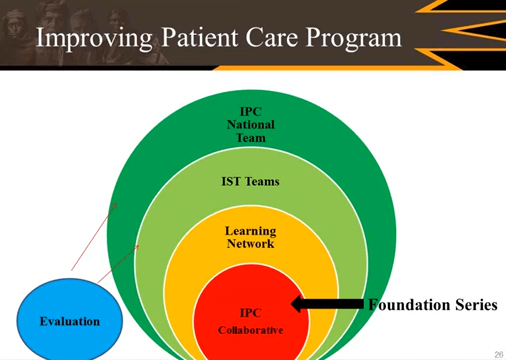 Improving Patient Care Program
IPC
National
Team
IST Teams
Learning
Network
IPC
Collaborative
Foundation Series
Evaluation
26